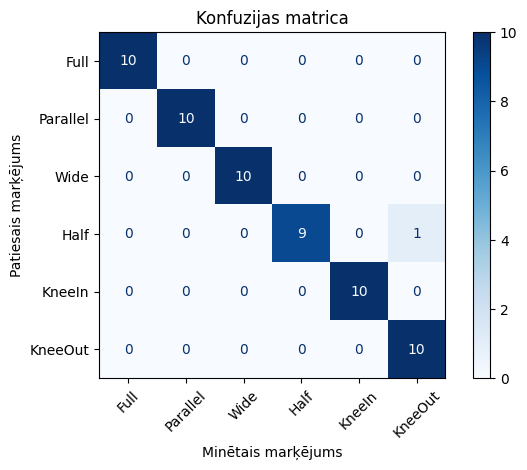 Konfuzijas matrica
Patiesais marķējums
Full 10 0 0 0 0 0
Parallel 0 10 0 0 0 0
Wide 0 0 10 0 0 0
Half 0 0 0 9 0 1
KneeIn 0 0 0 0 10 0
KneeOut 0 0 0 0 0 10
Full Parallel Wide Half KneeIn KneeOut
Minētais marķējums
10
8
6
4
2
0